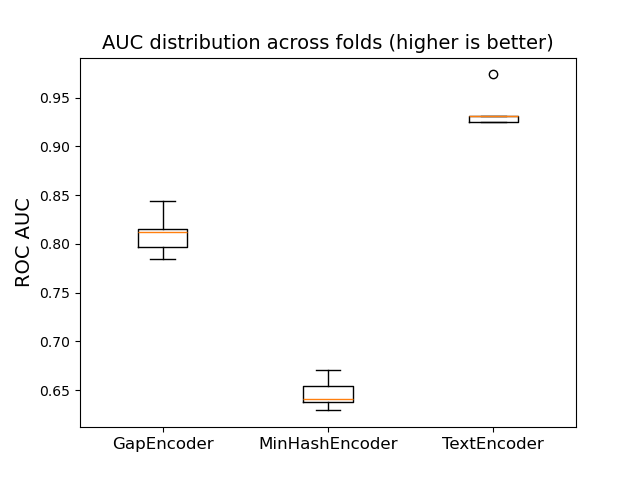 AUC distribution across folds (higher is better)
ROC AUC
0.95
0.90
0.85
0.80
0.75
0.70
0.65
GapEncoder MinHashEncoder TextEncoder